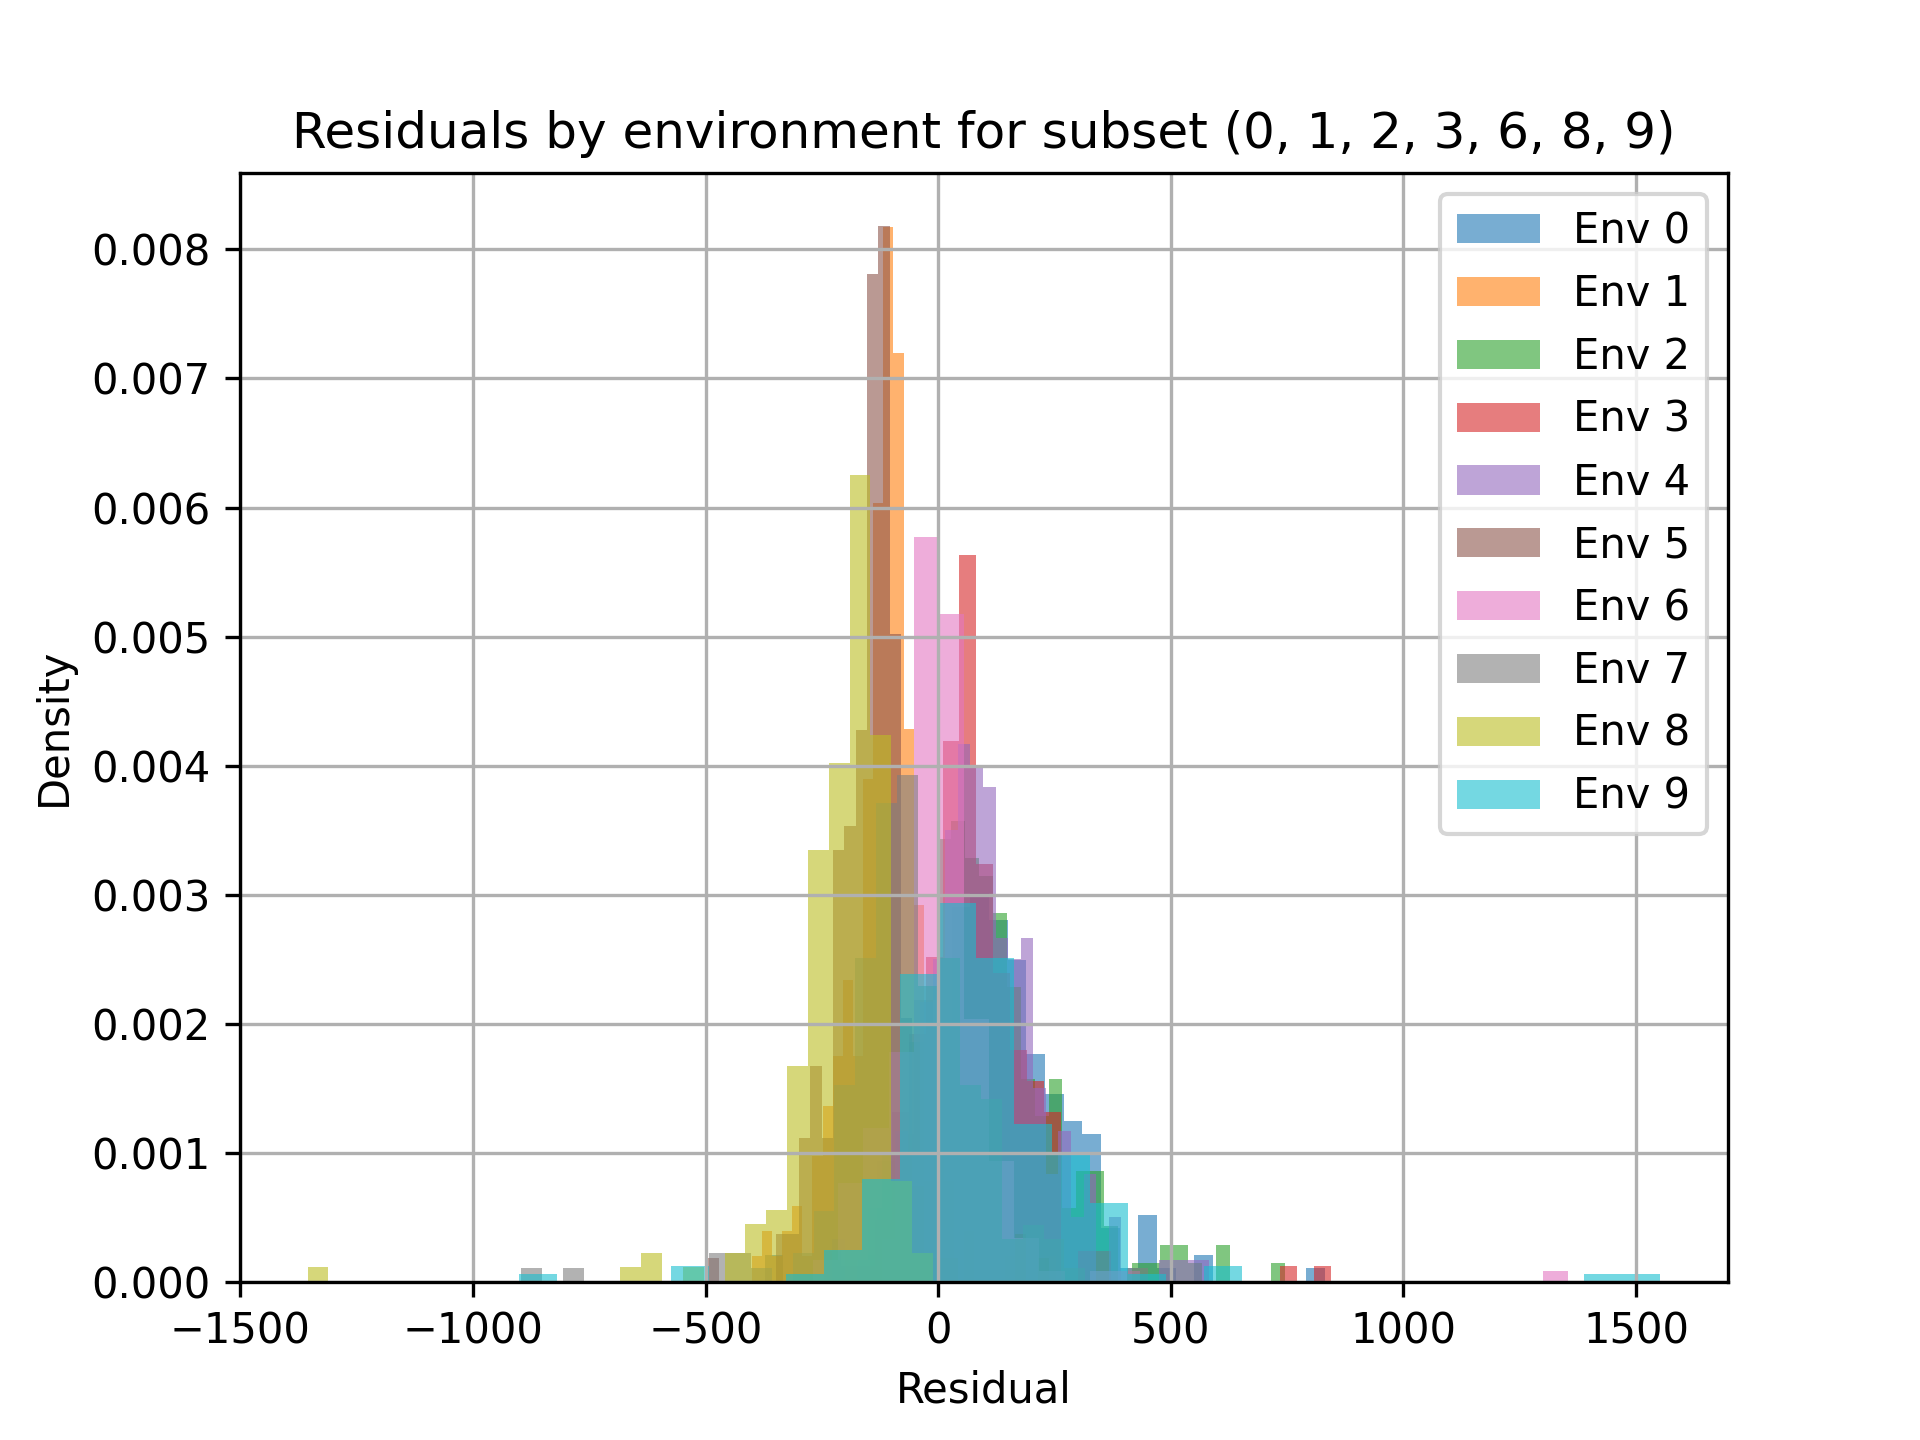 Residuals by environment for subset (0, 1, 2, 3, 6, 8, 9)
Env 0
Env 1
Env 2
Env 3
Env 4
Env 5
Env 6
Env 7
Env 8
Env 9
0.008
0.007
0.006
0.005
0.004
0.003
0.002
0.001
0.000
Density
−1500 −1000 −500 0 500 1000 1500
Residual